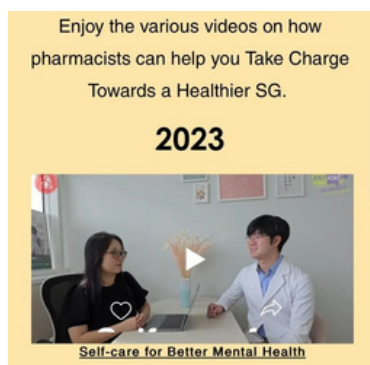 Enjoy the various videos on how
pharmacists can help you Take Charge
Towards a Healthier SG.
2023
Self-care for Better Mental Health